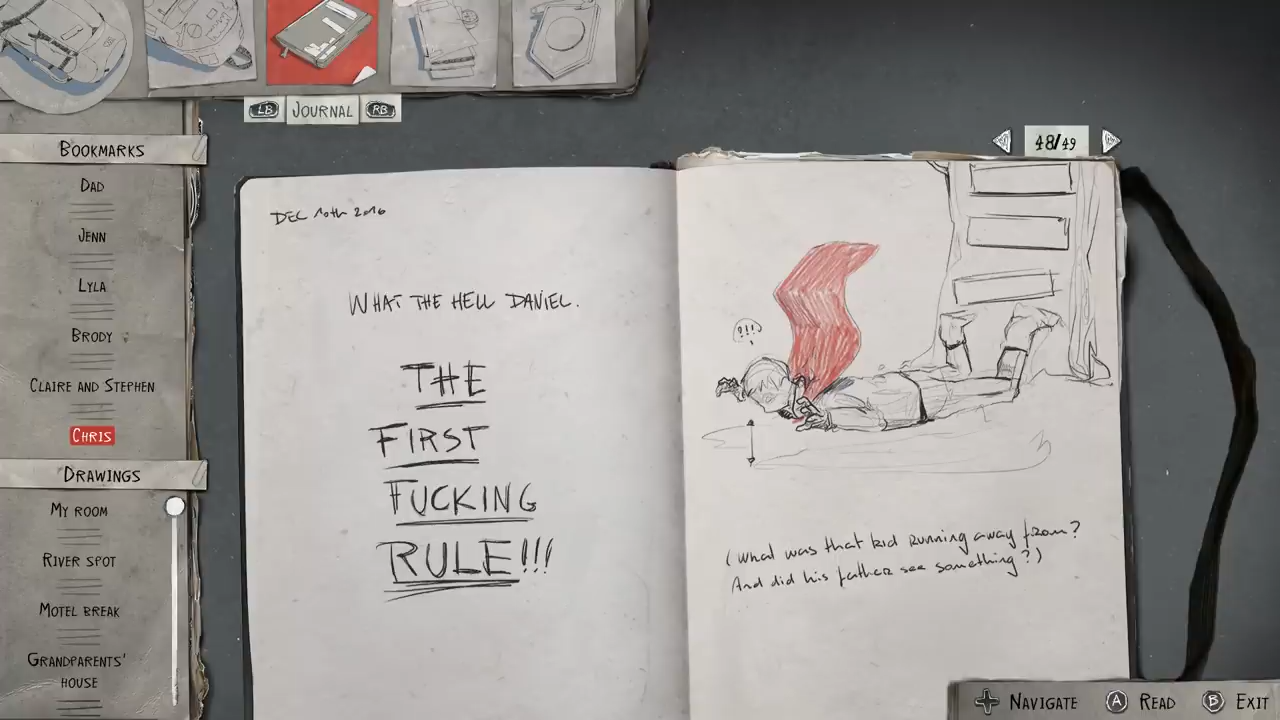 LB JOURNAL RB
BOOKMARKS
DAD
JENN
LYLA
BRODY
CLAIRE AND STEPHEN
CHRIS
DRAWINGS
MY ROOM
RIVER SPOT
MOTEL BREAK
GRANDPARENTS'
HOUSE
48/49
DEC 10th 2016
WHAT THE HELL DANIEL.
THE
FIRST
FUCKING
RULE!!!
?!!
(What was that kid running away from?
And did his father see something?)
NAVIGATE A READ B EXIT